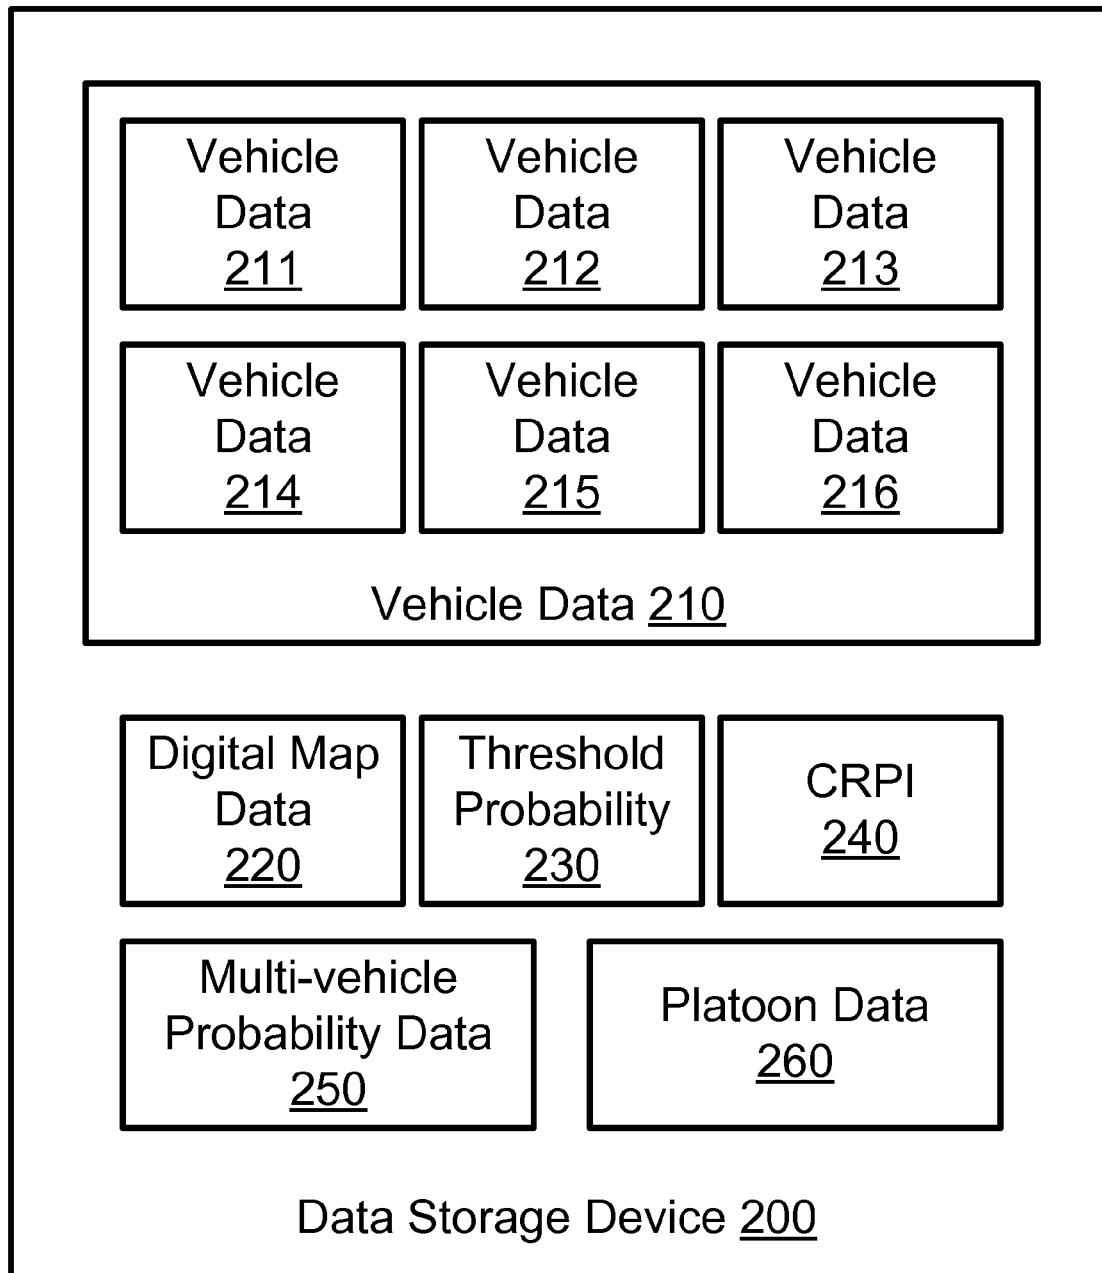 Vehicle
Data
211
Vehicle
Data
212
Vehicle
Data
213
Vehicle
Data
214
Vehicle
Data
215
Vehicle
Data
216
Vehicle Data 210
Digital Map
Data
220
Threshold
Probability
230
CRPI
240
Multi-vehicle
Probability Data
250
Platoon Data
260
Data Storage Device 200